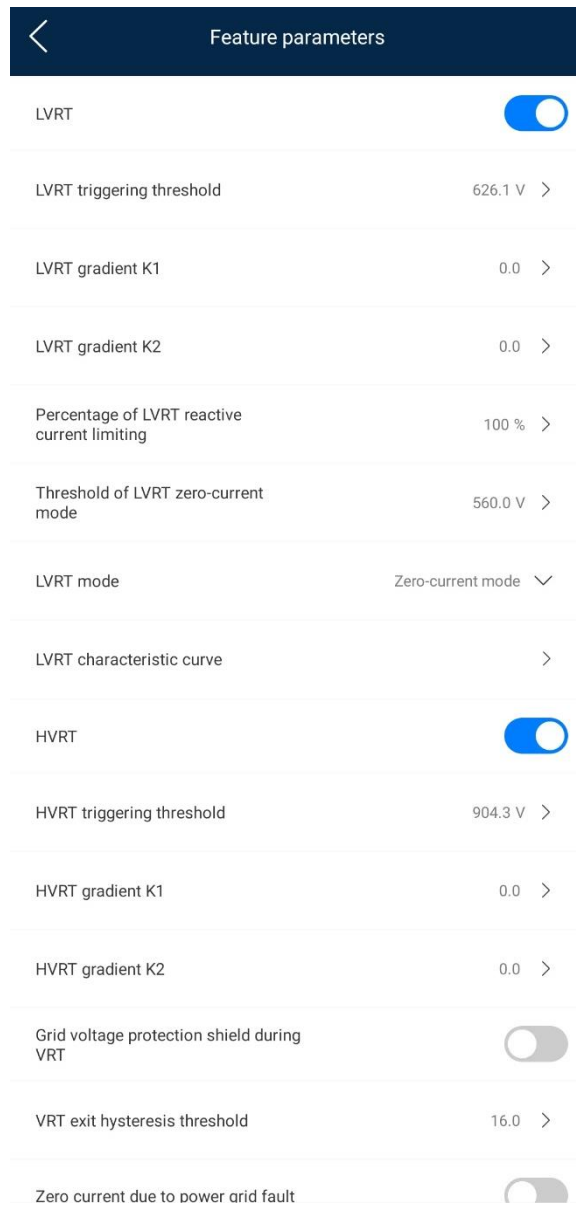 Feature parameters
LVRT
LVRT triggering threshold 626.1 V
LVRT gradient K1 0.0
LVRT gradient K2 0.0
Percentage of LVRT reactive
current limiting 100 %
Threshold of LVRT zero-current
mode 560.0 V
LVRT mode Zero-current mode
LVRT characteristic curve
HVRT
HVRT triggering threshold 904.3 V
HVRT gradient K1 0.0
HVRT gradient K2 0.0
Grid voltage protection shield during
VRT
VRT exit hysteresis threshold 16.0
Zero current due to power grid fault